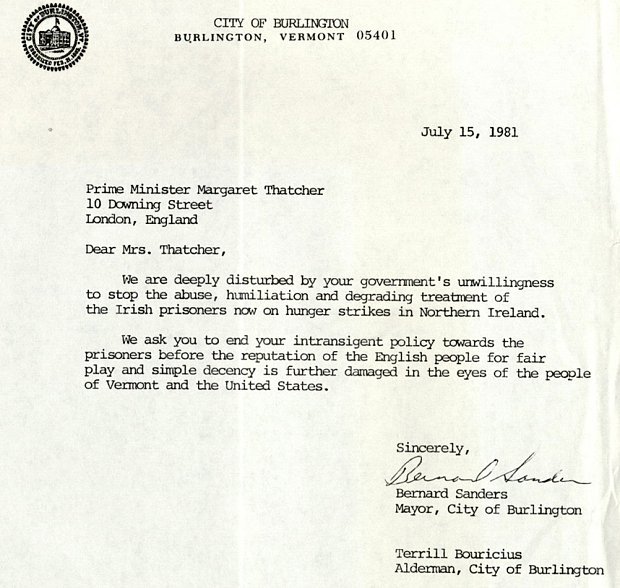 CITY OF BURLINGTON
BURLINGTON, VERMONT 05401
July 15, 1981
Prime Minister Margaret Thatcher
10 Downing Street
London, England
Dear Mrs. Thatcher,
We are deeply disturbed by your government's unwillingness
to stop the abuse, humiliation and degrading treatment of
the Irish prisoners now on hunger strikes in Northern Ireland.
We ask you to end your intransigent policy towards the
prisoners before the reputation of the English people for fair
play and simple decency is further damaged in the eyes of the people
of Vermont and the United States.
Sincerely,
Bernard Sanders
Bernard Sanders
Mayor, City of Burlington
Terrill Bouricius
Alderman, City of Burlington